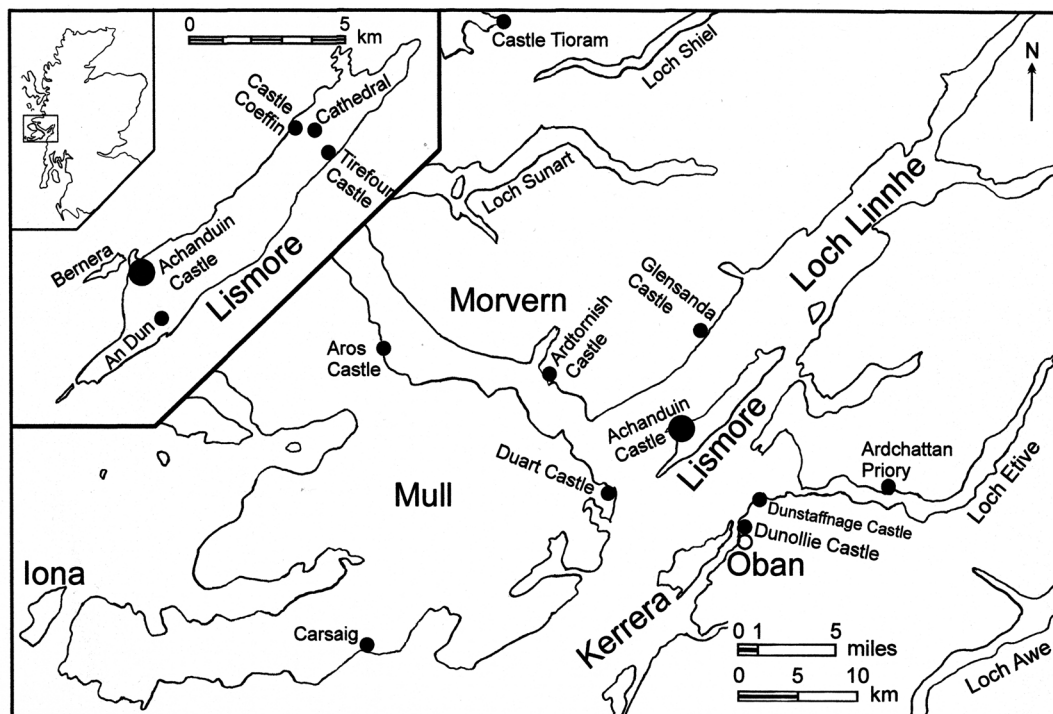 0 5
km
Castle
Coeffin
Cathedral
Tirefour
Castle
Bernera
Achanduin
Castle
An Dun
Lismore
Castle Tioram
Loch Shiel
N
Loch Sunart
Loch Linnhe
Morvern
Glensanda
Castle
Aros
Castle
Ardtornish
Castle
Achanduin
Castle
Lismore
Ardchattan
Priory
Loch Etive
Duart Castle
Mull
Dunstaffnage Castle
Dunollie Castle
Oban
Iona
Kerrera
Carsaig
0 1 5
miles
0 5 10
km
Loch Awe